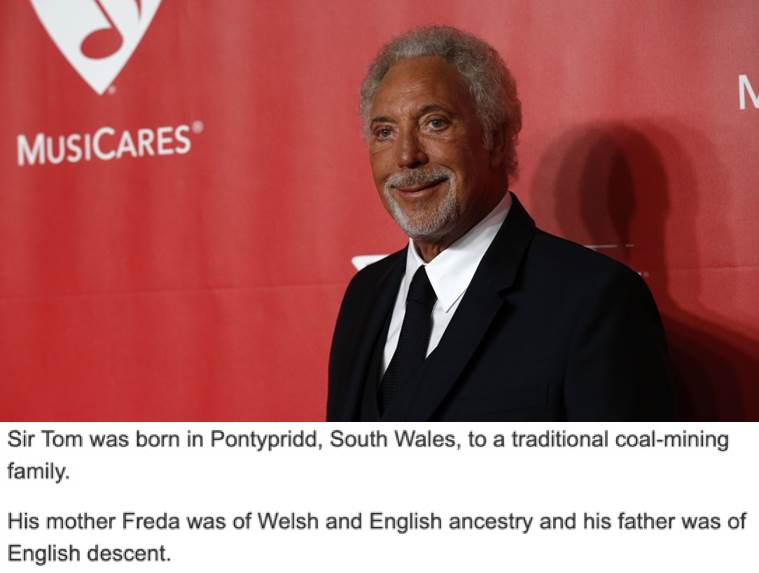 MUSICARES®
M
Sir Tom was born in Pontypridd, South Wales, to a traditional coal-mining
family.
His mother Freda was of Welsh and English ancestry and his father was of
English descent.